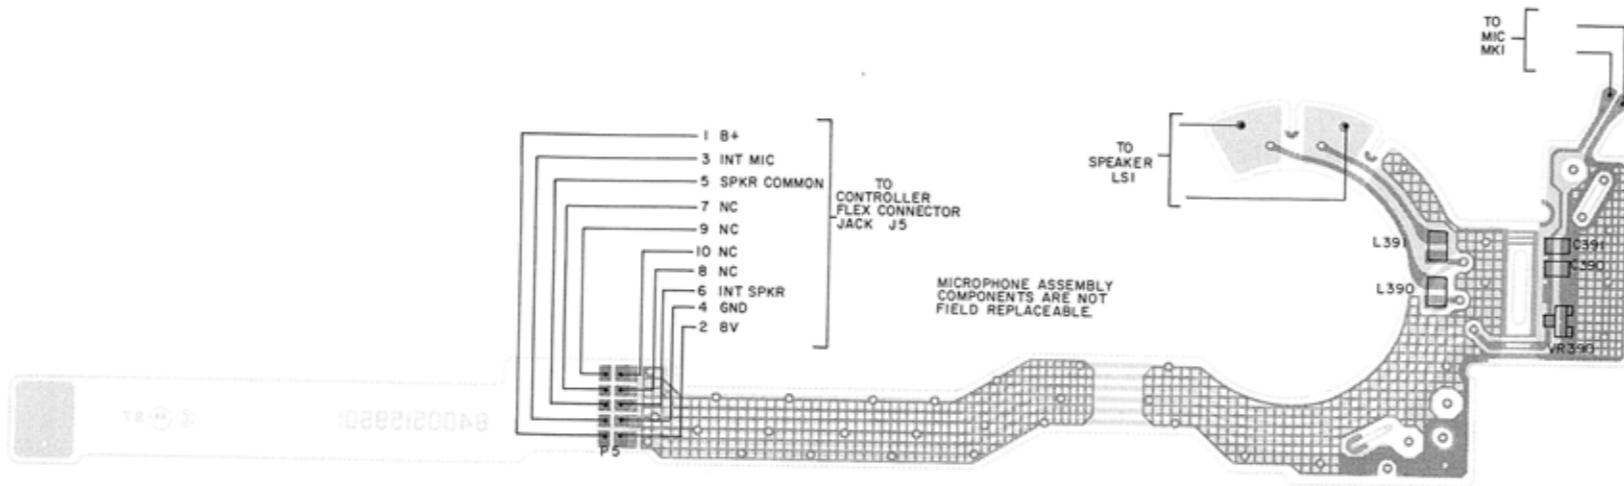 TO
MIC
MK1
1 B+
3 INT MIC
5 SPKR COMMON
7 NC
9 NC
10 NC
8 NC
6 INT SPKR
4 GND
2 8V
TO
CONTROLLER
FLEX CONNECTOR
JACK J5
TO
SPEAKER
LS1
MICROPHONE ASSEMBLY
COMPONENTS ARE NOT
FIELD REPLACEABLE.
L391
L390
C391
C390
VR390
P5